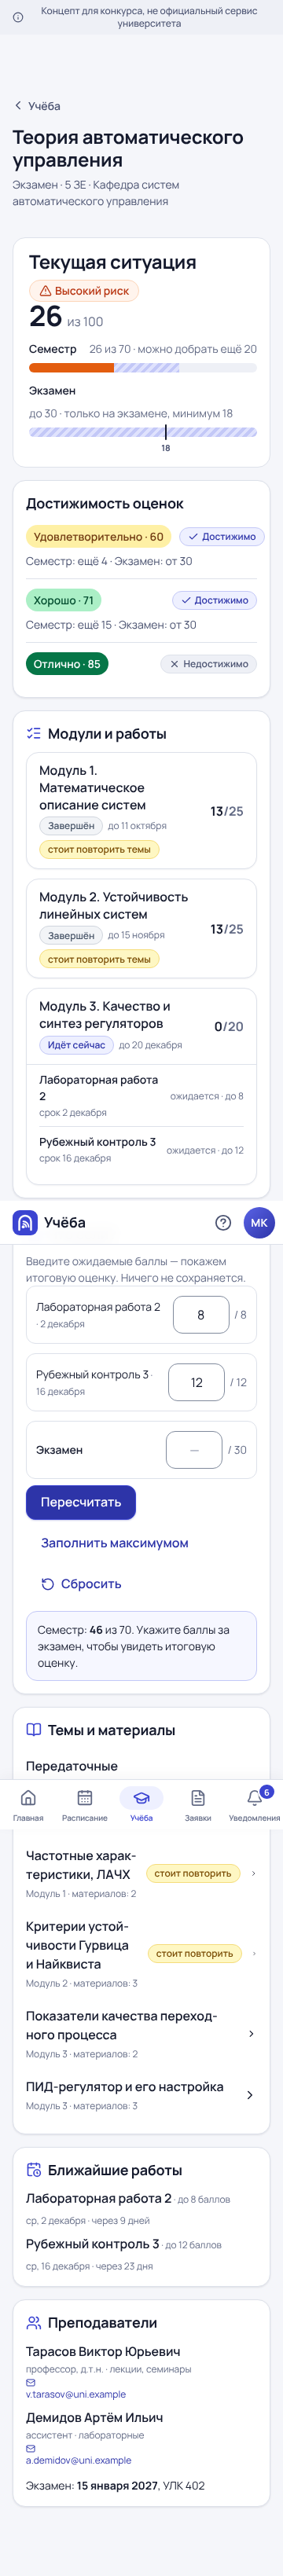 Концепт для конкурса, не официальный сервис
университета
Учёба
Теория автоматического
управления
Экзамен · 5 ЗЕ · Кафедра систем
автоматического управления
Текущая ситуация
Высокий риск
26 из 100
Семестр 26 из 70 · можно добрать ещё 20
Экзамен
до 30 · только на экзамене, минимум 18
18
Достижимость оценок
Удовлетворительно · 60 Достижимо
Семестр: ещё 4 · Экзамен: от 30
Хорошо · 71 Достижимо
Семестр: ещё 15 · Экзамен: от 30
Отлично · 85 Недостижимо
Модули и работы
Модуль 1.
Математическое
описание систем
13/25
Завершён до 11 октября
стоит повторить темы
Модуль 2. Устойчивость
линейных систем
13/25
Завершён до 15 ноября
стоит повторить темы
Модуль 3. Качество и
синтез регуляторов
0/20
Идёт сейчас до 20 декабря
Лабораторная работа
2
срок 2 декабря
ожидается · до 8
Рубежный контроль 3
срок 16 декабря
ожидается · до 12
Учёба
МК
Введите ожидаемые баллы — покажем
итоговую оценку. Ничего не сохраняется.
Лабораторная работа 2
· 2 декабря
8 / 8
Рубежный контроль 3 ·
16 декабря
12 / 12
Экзамен — / 30
Пересчитать
Заполнить максимумом
Сбросить
Семестр: 46 из 70. Укажите баллы за
экзамен, чтобы увидеть итоговую
оценку.
Темы и материалы
Передаточные
Главная Расписание Учёба Заявки Уведомления
6
Частотные харак-
теристики, ЛАЧХ
стоит повторить
Модуль 1 · материалов: 2
Критерии устой-
чивости Гурвица
и Найквиста
стоит повторить
Модуль 2 · материалов: 3
Показатели качества переход-
ного процесса
Модуль 3 · материалов: 2
ПИД-регулятор и его настройка
Модуль 3 · материалов: 3
Ближайшие работы
Лабораторная работа 2 · до 8 баллов
ср, 2 декабря · через 9 дней
Рубежный контроль 3 · до 12 баллов
ср, 16 декабря · через 23 дня
Преподаватели
Тарасов Виктор Юрьевич
профессор, д.т.н. · лекции, семинары
v.tarasov@uni.example
Демидов Артём Ильич
ассистент · лабораторные
a.demidov@uni.example
Экзамен: 15 января 2027, УЛК 402